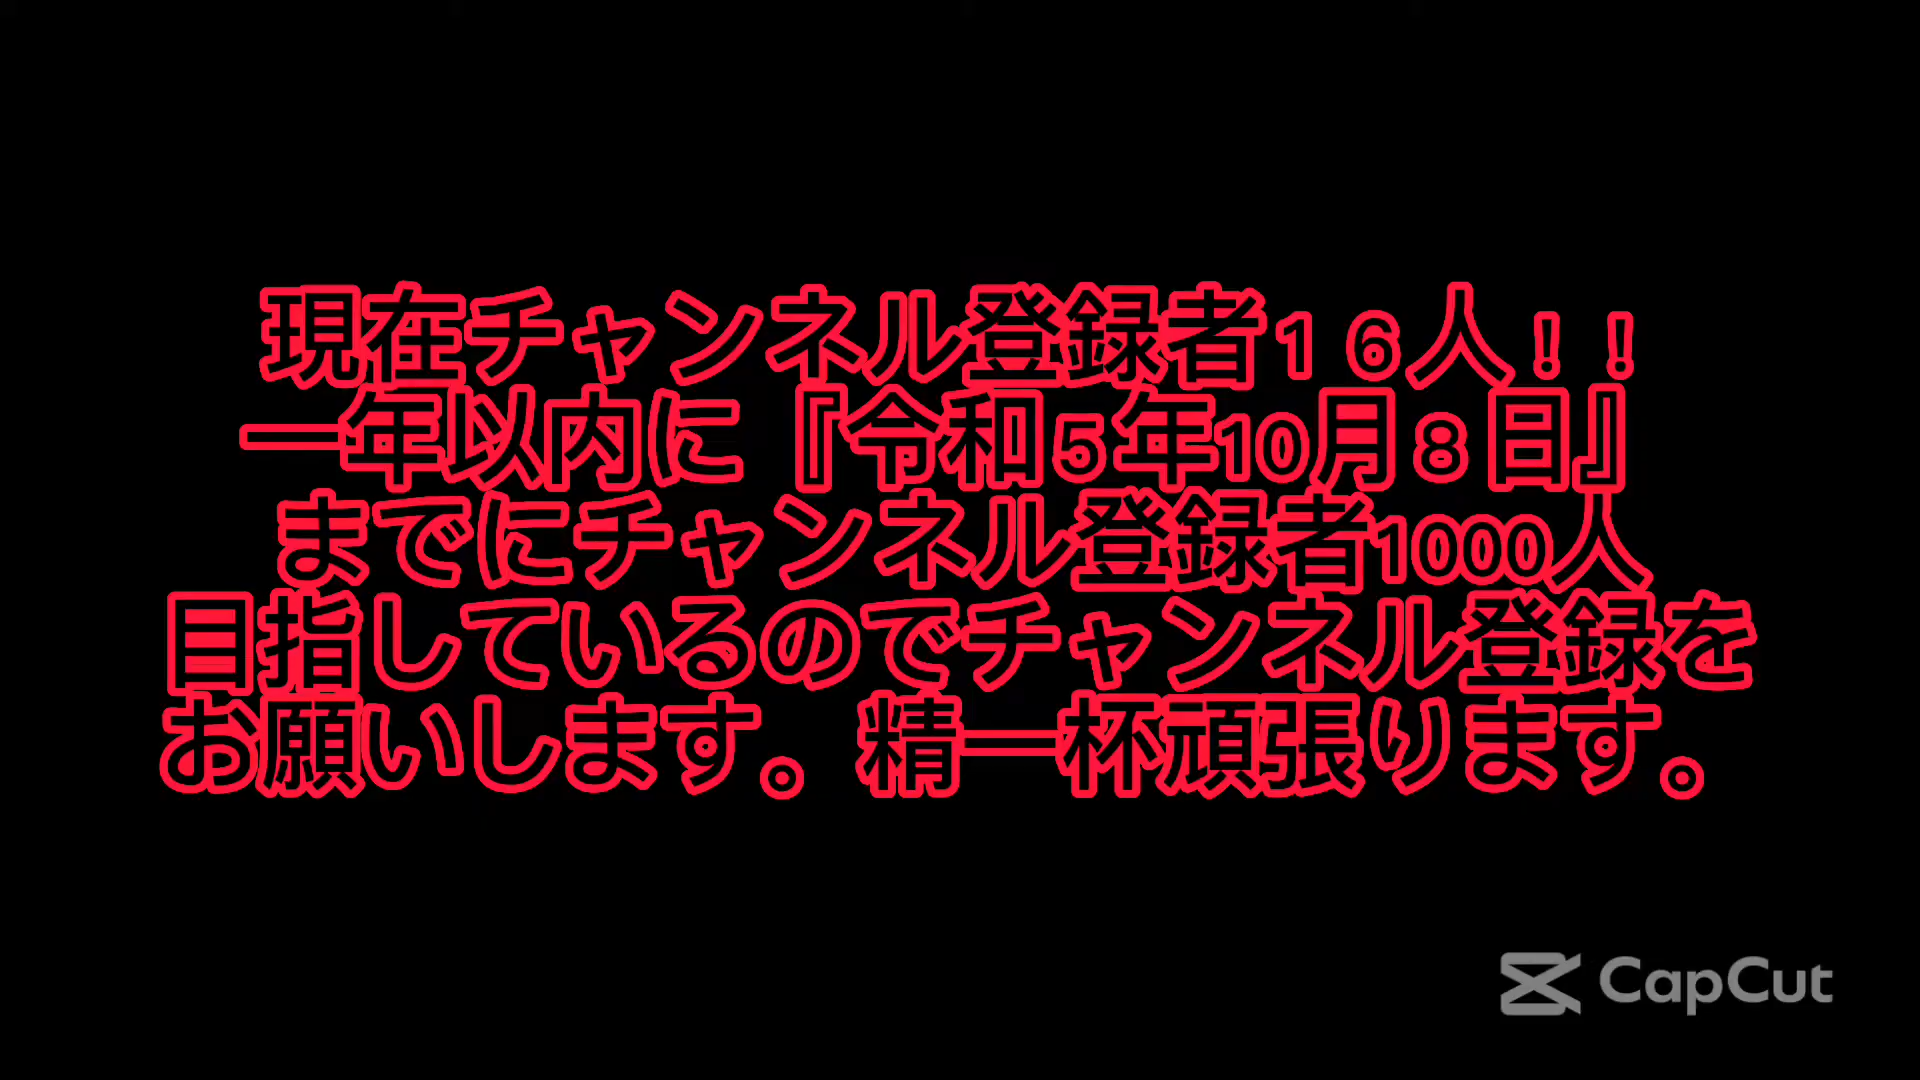 現在チャンネル登録者１６人！！
一年以内に『令和５年10月８日』
までにチャンネル登録者1000人
目指しているのでチャンネル登録を
お願いします。精一杯頑張ります。
CapCut